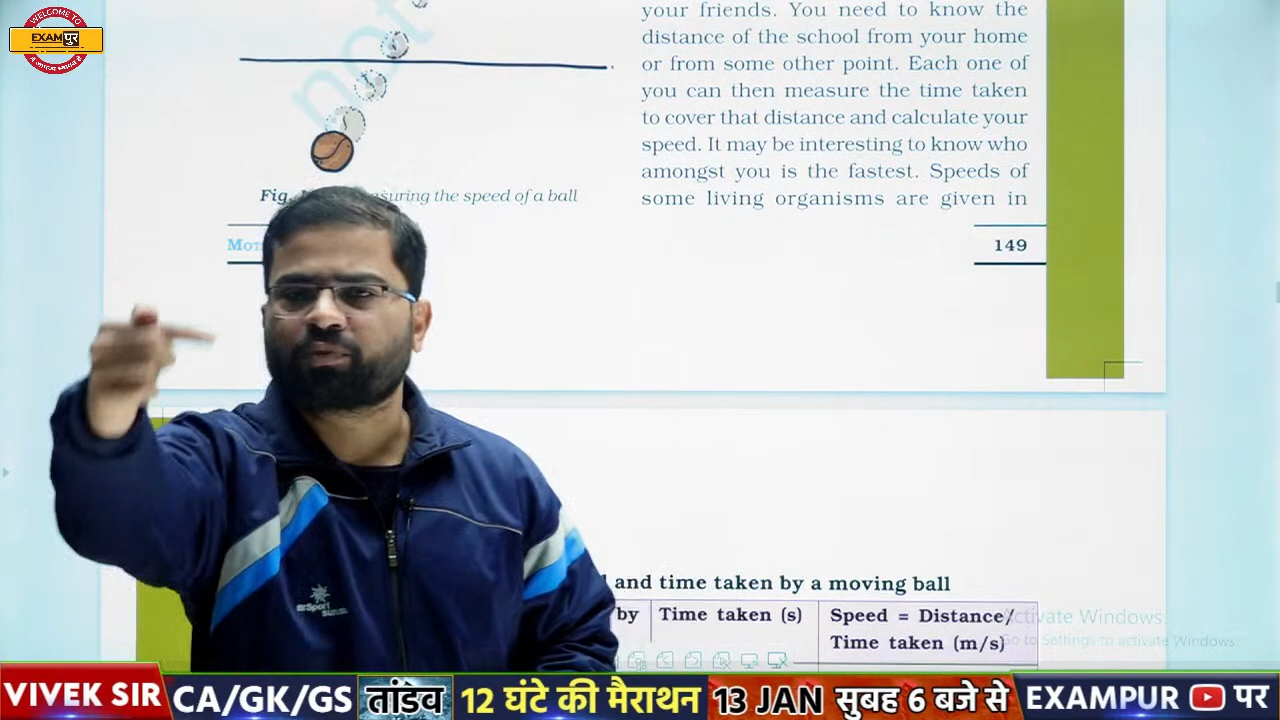 WELCOME TO
EXAMPUR
your friends. You need to know the
distance of the school from your home
or from some other point. Each one of
you can then measure the time taken
to cover that distance and calculate your
speed. It may be interesting to know who
amongst you is the fastest. Speeds of
some living organisms are given in
Fig. suring the speed of a ball
149
and time taken by a moving ball
by
Time taken (s)
Speed = Distance/
Time taken (m/s)
Activate Windows
Go to Settings to activate Windows.
VIVEK SIR
CA/GK/GS तांडव 12 घंटे की मैराथन 13 JAN सुबह 6 बजे से EXAMPUR पर